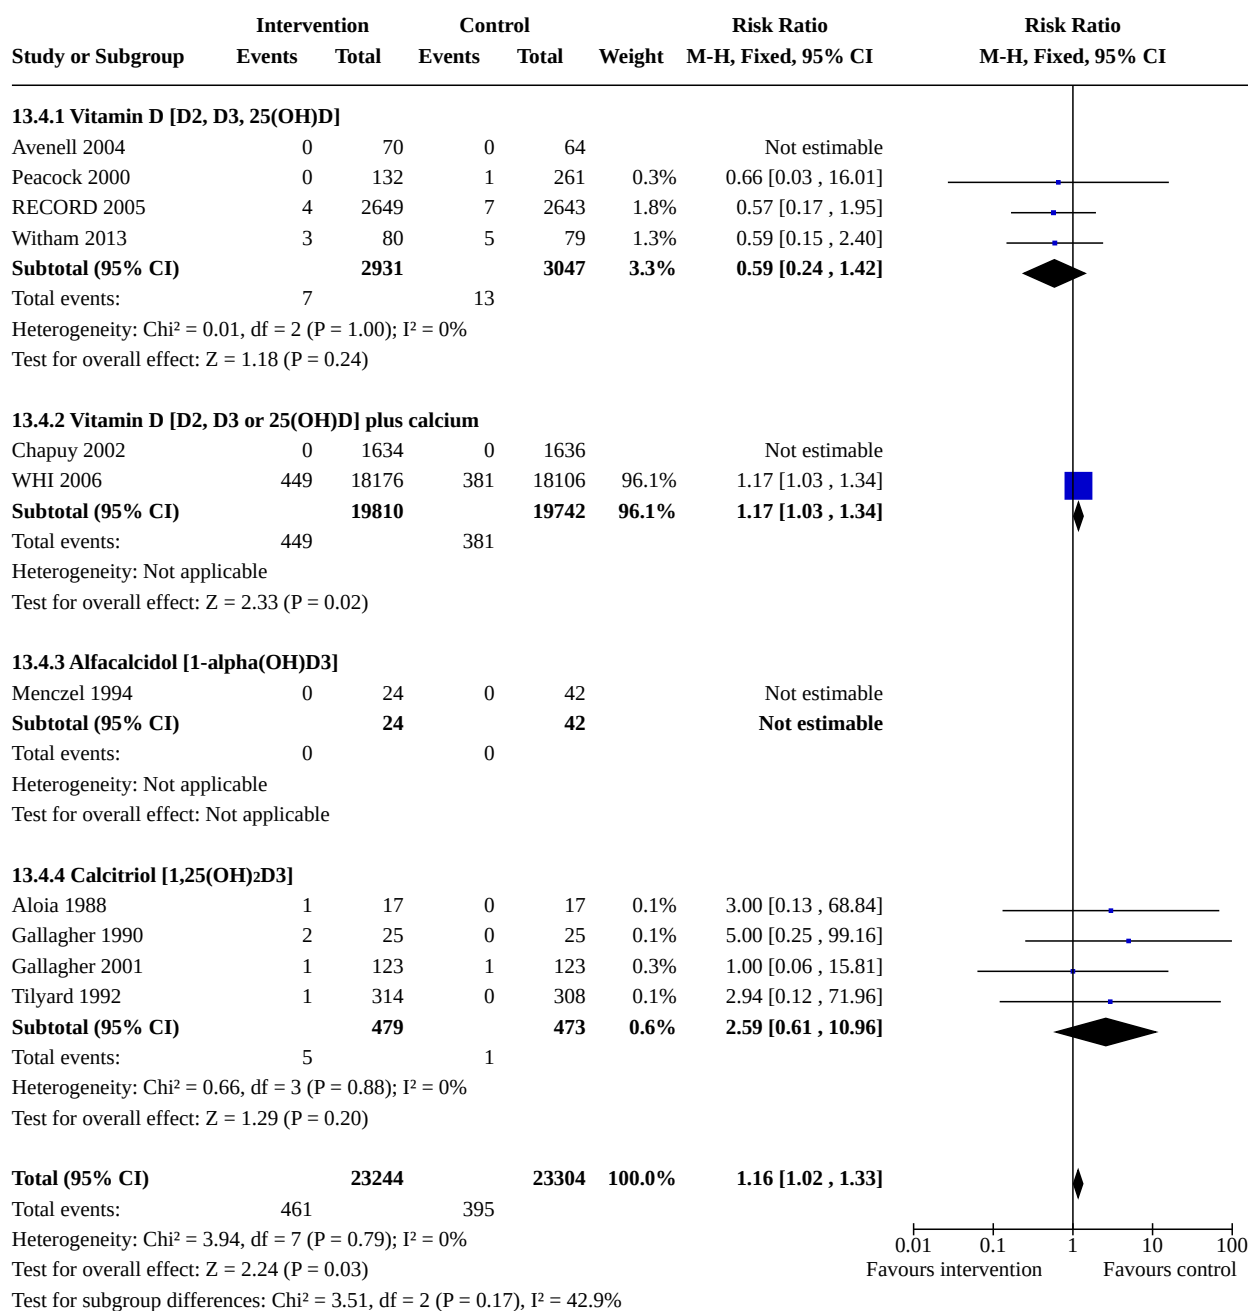 Intervention Control Risk Ratio Risk Ratio
Study or Subgroup Events Total Events Total Weight M-H, Fixed, 95% CI M-H, Fixed, 95% CI
13.4.1 Vitamin D [D2, D3, 25(OH)D]
Avenell 2004 0 70 0 64 Not estimable
Peacock 2000 0 132 1 261 0.3% 0.66 [0.03 , 16.01]
RECORD 2005 4 2649 7 2643 1.8% 0.57 [0.17 , 1.95]
Witham 2013 3 80 5 79 1.3% 0.59 [0.15 , 2.40]
Subtotal (95% CI) 2931 3047 3.3% 0.59 [0.24 , 1.42]
Total events: 7 13
Heterogeneity: Chi² = 0.01, df = 2 (P = 1.00); I² = 0%
Test for overall effect: Z = 1.18 (P = 0.24)
13.4.2 Vitamin D [D2, D3 or 25(OH)D] plus calcium
Chapuy 2002 0 1634 0 1636 Not estimable
WHI 2006 449 18176 381 18106 96.1% 1.17 [1.03 , 1.34]
Subtotal (95% CI) 19810 19742 96.1% 1.17 [1.03 , 1.34]
Total events: 449 381
Heterogeneity: Not applicable
Test for overall effect: Z = 2.33 (P = 0.02)
13.4.3 Alfacalcidol [1-alpha(OH)D3]
Menczel 1994 0 24 0 42 Not estimable
Subtotal (95% CI) 24 42 Not estimable
Total events: 0 0
Heterogeneity: Not applicable
Test for overall effect: Not applicable
13.4.4 Calcitriol [1,25(OH)₂D3]
Aloia 1988 1 17 0 17 0.1% 3.00 [0.13 , 68.84]
Gallagher 1990 2 25 0 25 0.1% 5.00 [0.25 , 99.16]
Gallagher 2001 1 123 1 123 0.3% 1.00 [0.06 , 15.81]
Tilyard 1992 1 314 0 308 0.1% 2.94 [0.12 , 71.96]
Subtotal (95% CI) 479 473 0.6% 2.59 [0.61 , 10.96]
Total events: 5 1
Heterogeneity: Chi² = 0.66, df = 3 (P = 0.88); I² = 0%
Test for overall effect: Z = 1.29 (P = 0.20)
Total (95% CI) 23244 23304 100.0% 1.16 [1.02 , 1.33]
Total events: 461 395
Heterogeneity: Chi² = 3.94, df = 7 (P = 0.79); I² = 0%
0.01 0.1 1 10 100
Test for overall effect: Z = 2.24 (P = 0.03)
Favours intervention Favours control
Test for subgroup differences: Chi² = 3.51, df = 2 (P = 0.17), I² = 42.9%